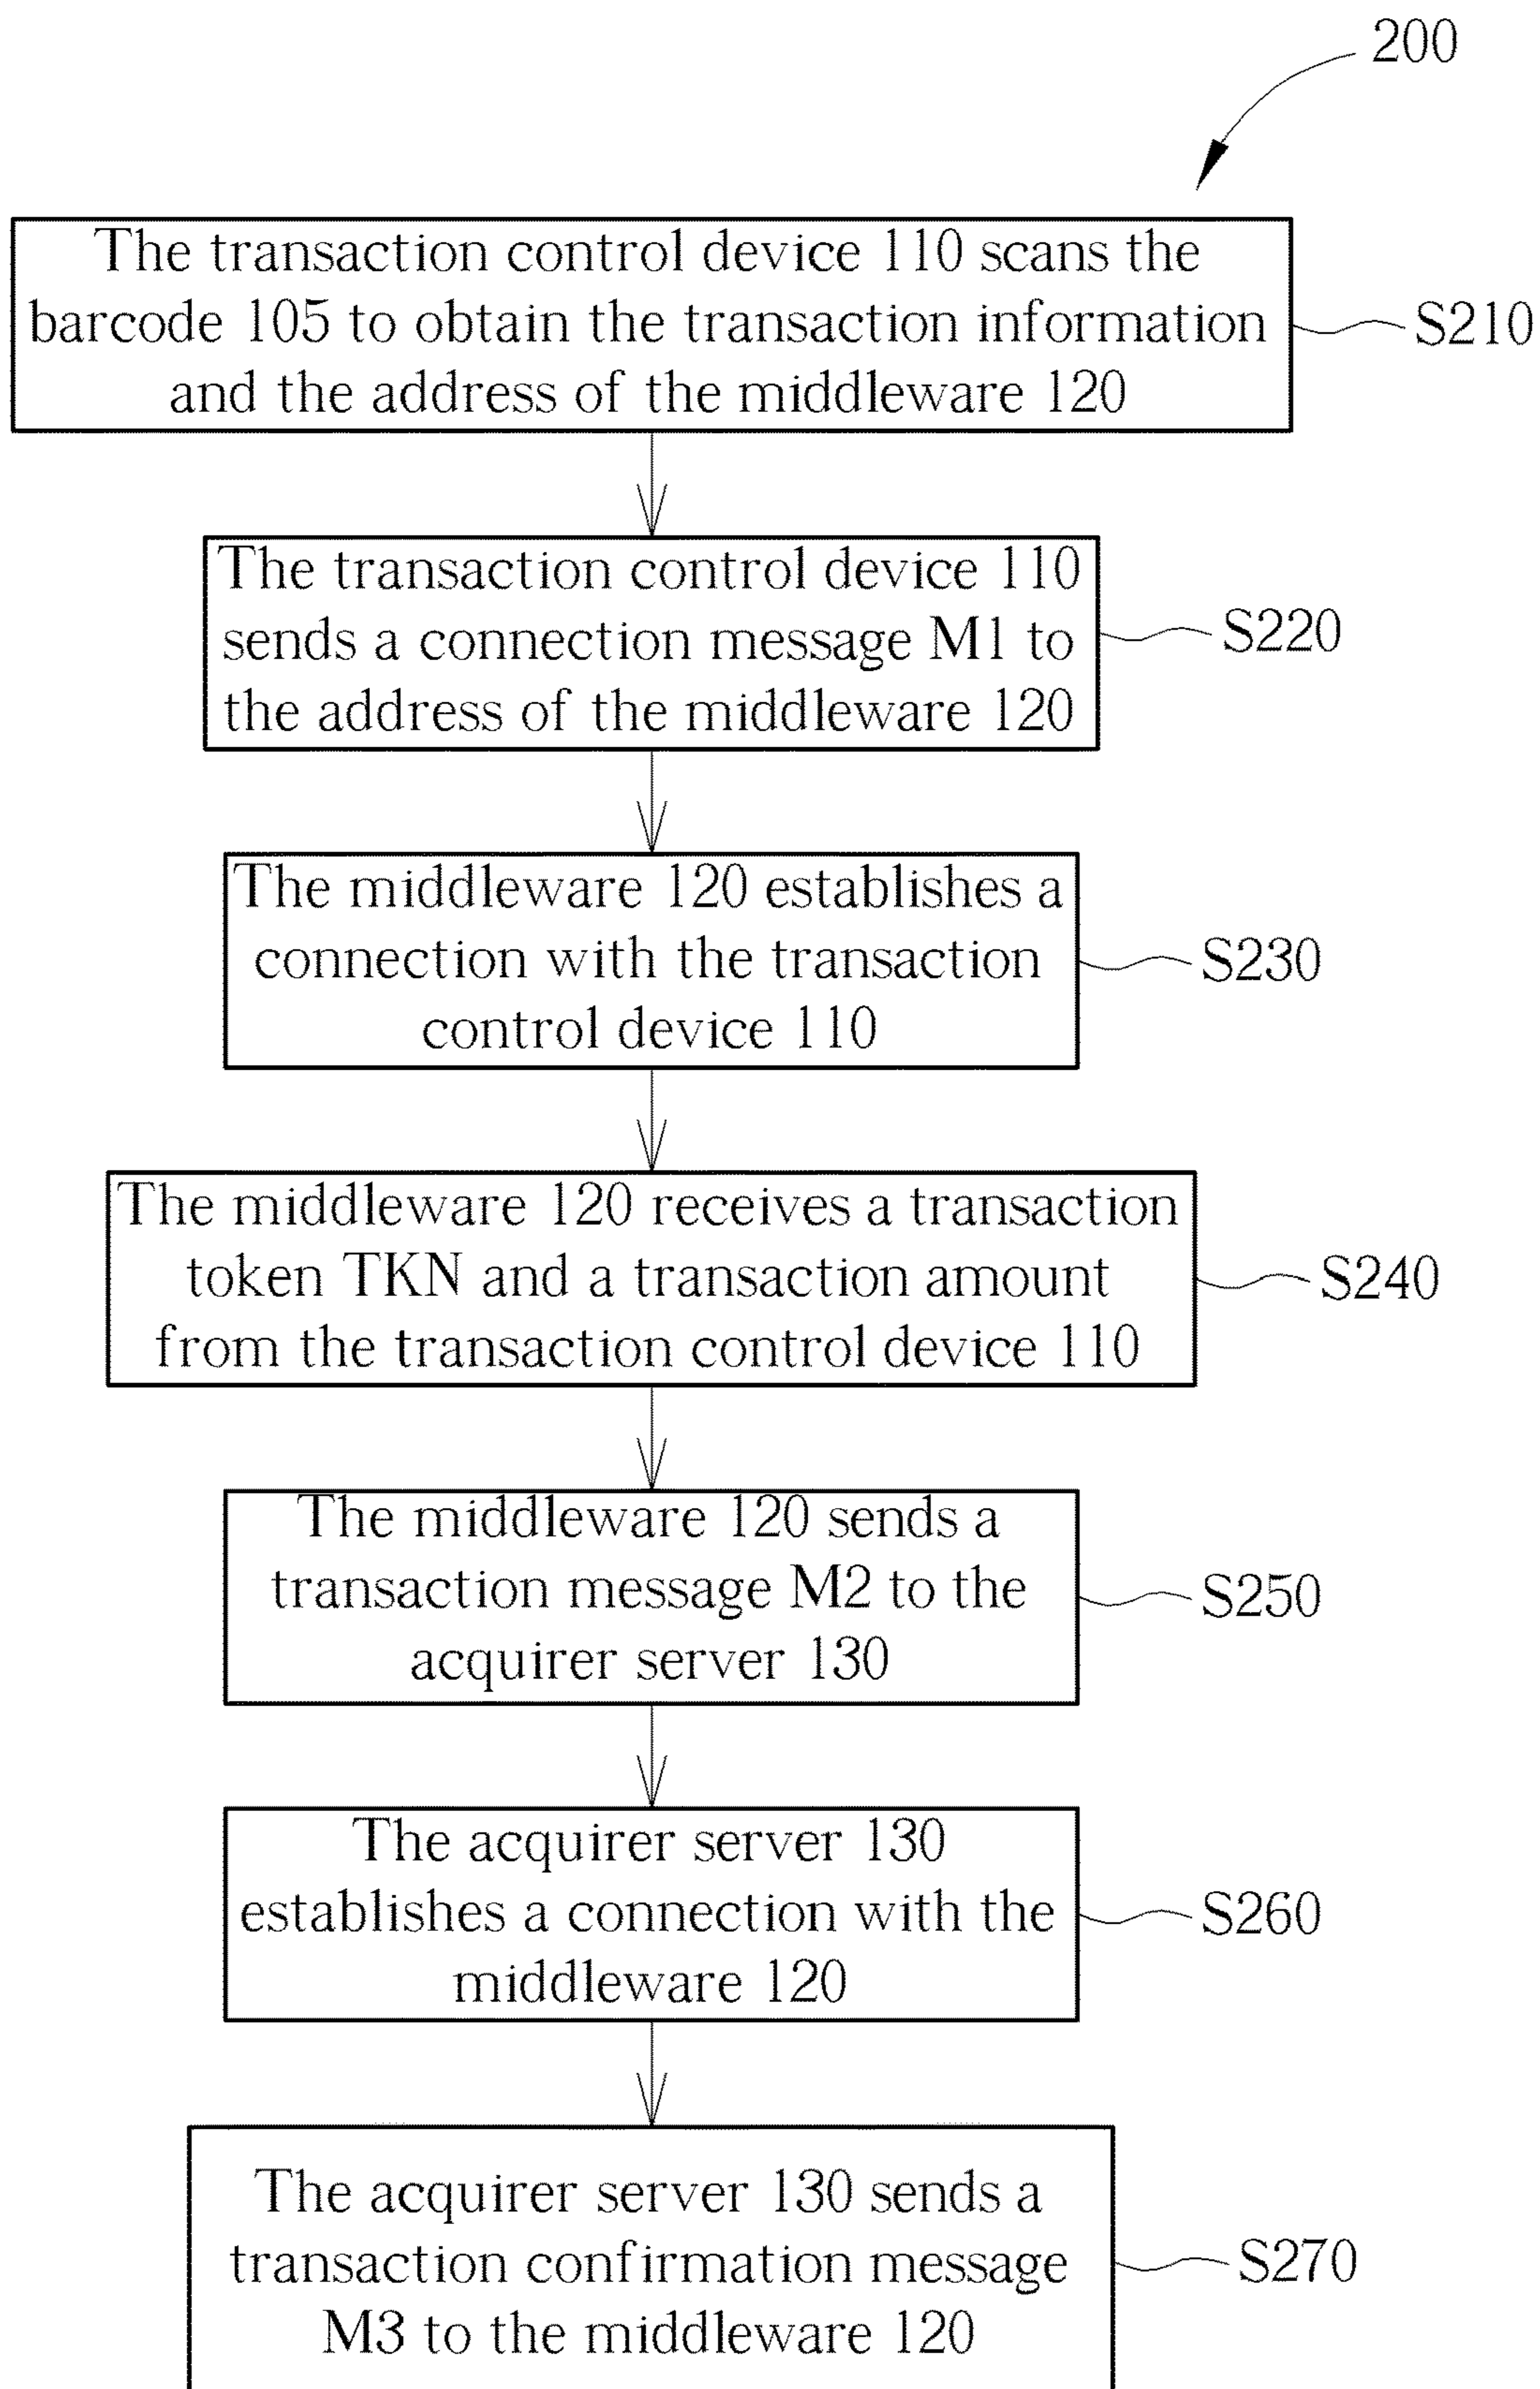 200
The transaction control device 110 scans the
barcode 105 to obtain the transaction information
and the address of the middleware 120
S210
The transaction control device 110
sends a connection message M1 to
the address of the middleware 120
S220
The middleware 120 establishes a
connection with the transaction
control device 110
S230
The middleware 120 receives a transaction
token TKN and a transaction amount
from the transaction control device 110
S240
The middleware 120 sends a
transaction message M2 to the
acquirer server 130
S250
The acquirer server 130
establishes a connection with the
middleware 120
S260
The acquirer server 130 sends a
transaction confirmation message
M3 to the middleware 120
S270